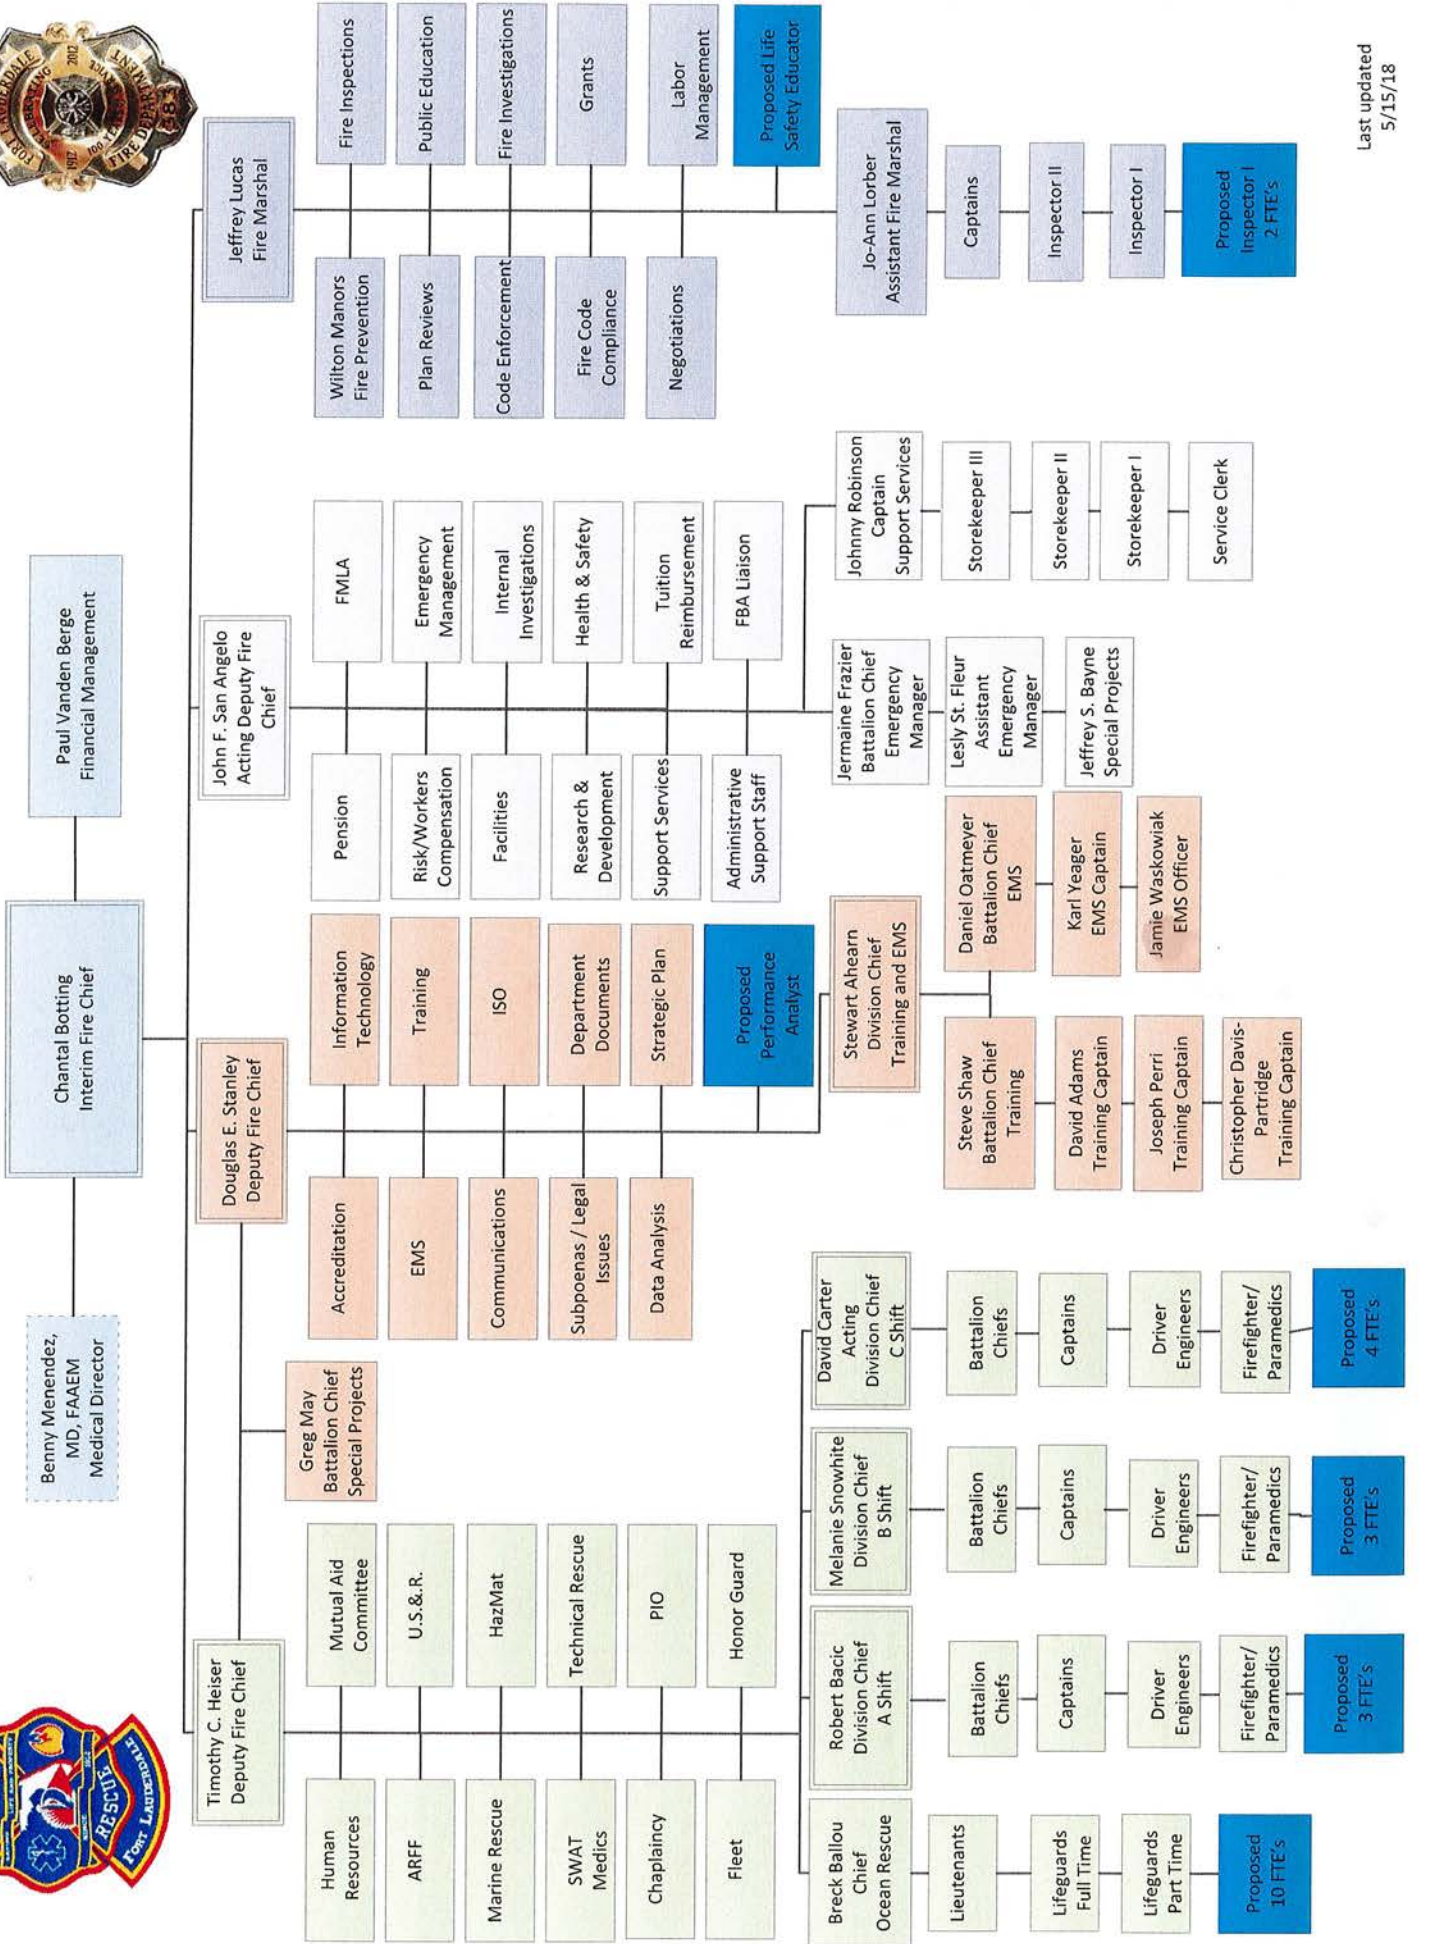 FORT LAUDERDALE
CELEBRATING
1912
2012
100 YEARS
FIRE DEPARTMENT
RESCUE
FORT LAUDERDALE
Benny Menendez,
MD, FAAEM
Medical Director
Chantal Botting
Interim Fire Chief
Paul Vanden Berge
Financial Management
Timothy C. Heiser
Deputy Fire Chief
Human
Resources
Mutual Aid
Committee
ARFF
U.S.&.R.
Marine Rescue
HazMat
SWAT
Medics
Technical Rescue
Chaplaincy
PIO
Fleet
Honor Guard
Breck Ballou
Chief
Ocean Rescue
Lieutenants
Lifeguards
Full Time
Lifeguards
Part Time
Proposed
10 FTE's
Robert Bacic
Division Chief
A Shift
Battalion
Chiefs
Captains
Driver
Engineers
Firefighter/
Paramedics
Proposed
3 FTE's
Melanie Snowhite
Division Chief
B Shift
Battalion
Chiefs
Captains
Driver
Engineers
Firefighter/
Paramedics
Proposed
3 FTE's
David Carter
Acting
Division Chief
C Shift
Battalion
Chiefs
Captains
Driver
Engineers
Firefighter/
Paramedics
Proposed
4 FTE's
Greg May
Battalion Chief
Special Projects
Douglas E. Stanley
Deputy Fire Chief
Accreditation
Information
Technology
EMS
Training
Communications
ISO
Subpoenas / Legal
Issues
Department
Documents
Data Analysis
Strategic Plan
Proposed
Performance
Analyst
Stewart Ahearn
Division Chief
Training and EMS
Steve Shaw
Battalion Chief
Training
David Adams
Training Captain
Joseph Perri
Training Captain
Christopher Davis-
Partridge
Training Captain
Daniel Oatmeyer
Battalion Chief
EMS
Karl Yeager
EMS Captain
Jamie Waskowiak
EMS Officer
John F. San Angelo
Acting Deputy Fire
Chief
Pension
FMLA
Risk/Workers
Compensation
Emergency
Management
Facilities
Internal
Investigations
Research &
Development
Health & Safety
Support Services
Tuition
Reimbursement
Administrative
Support Staff
FBA Liaison
Jermaine Frazier
Battalion Chief
Emergency
Manager
Lesly St. Fleur
Assistant
Emergency
Manager
Jeffrey S. Bayne
Special Projects
Johnny Robinson
Captain
Support Services
Storekeeper III
Storekeeper II
Storekeeper I
Service Clerk
Jeffrey Lucas
Fire Marshal
Wilton Manors
Fire Prevention
Fire Inspections
Plan Reviews
Public Education
Code Enforcement
Fire Investigations
Fire Code
Compliance
Grants
Negotiations
Labor
Management
Proposed Life
Safety Educator
Jo-Ann Lorber
Assistant Fire Marshal
Captains
Inspector II
Inspector I
Proposed
Inspector I
2 FTE's
Last updated
5/15/18